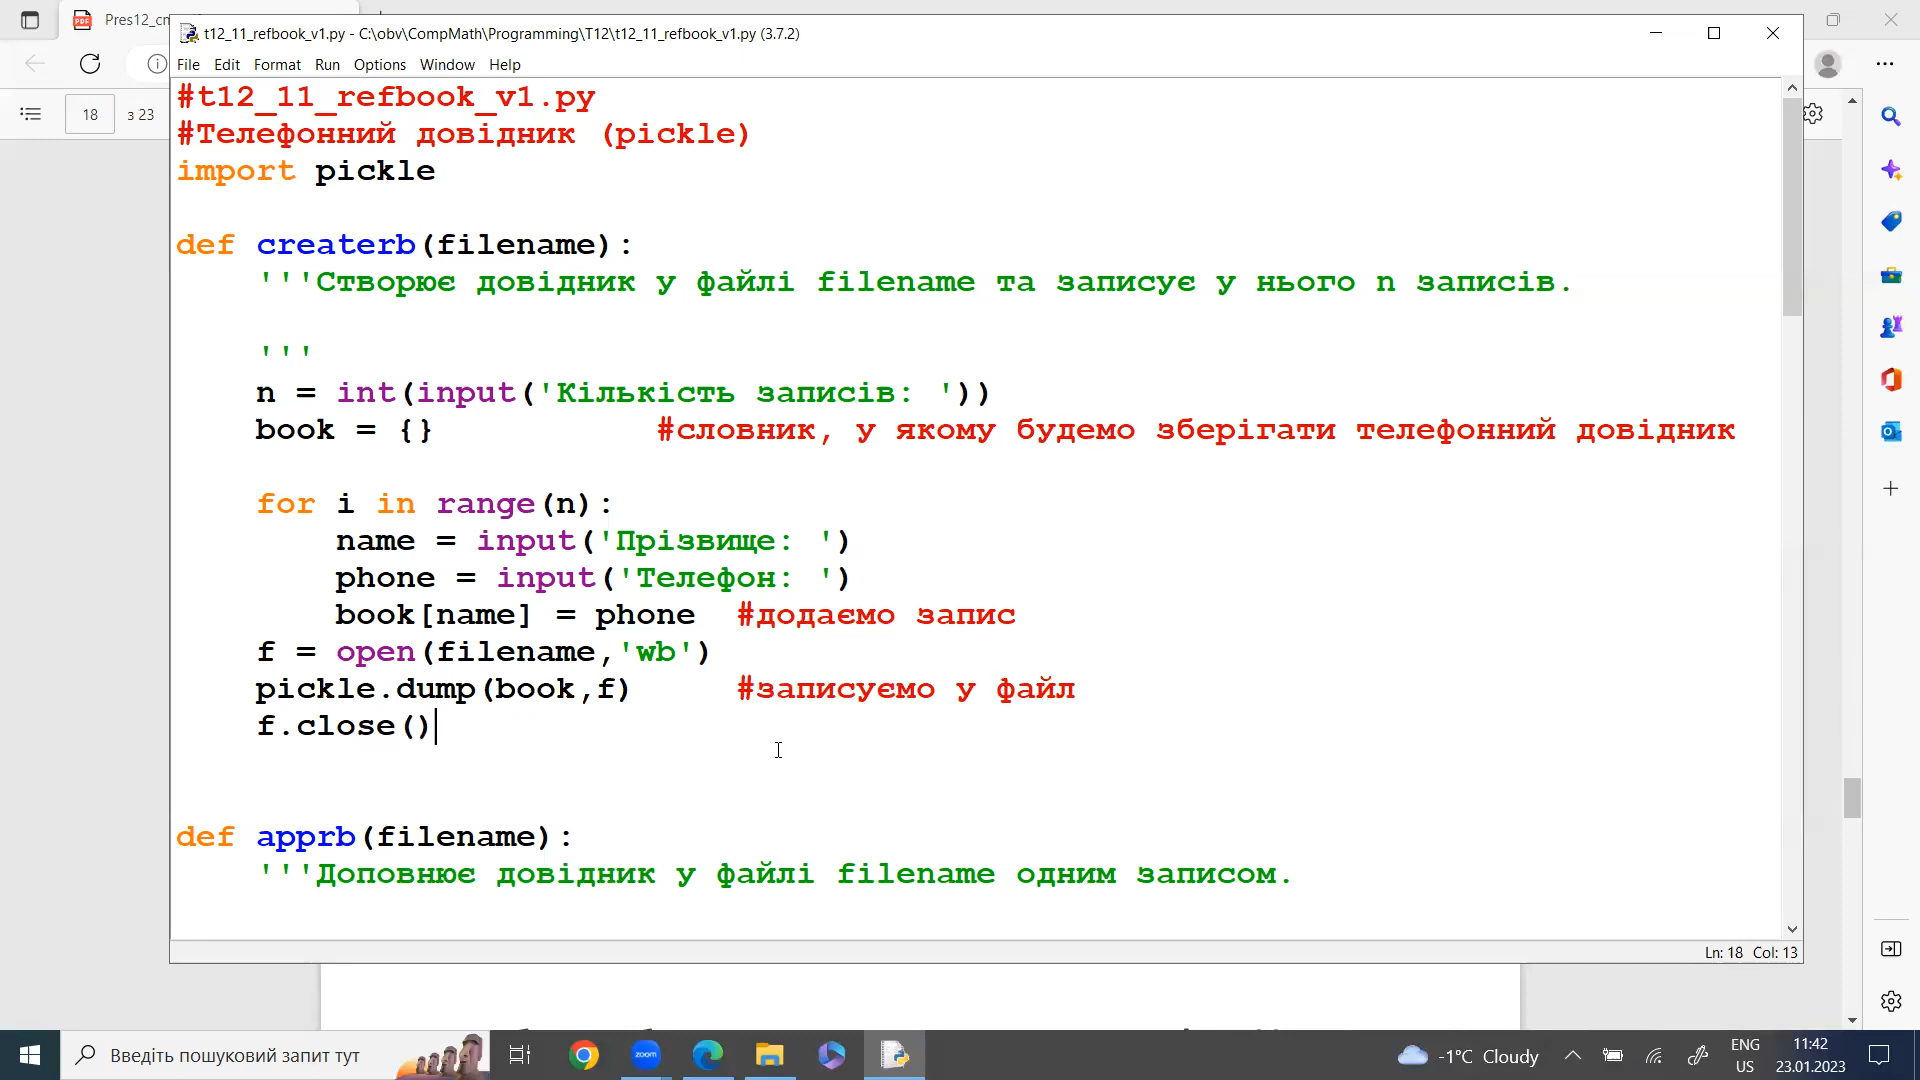 Pres12_cm
t12_11_refbook_v1.py - C:\obv\CompMath\Programming\T12\t12_11_refbook_v1.py (3.7.2)
File Edit Format Run Options Window Help
18 з 23
#t12_11_refbook_v1.py
#Телефонний довідник (pickle)
import pickle
def createrb(filename):
'''Створює довідник у файлі filename та записує у нього n записів.
'''
n = int(input('Кількість записів: '))
book = {} #словник, у якому будемо зберігати телефонний довідник
for i in range(n):
name = input('Прізвище: ')
phone = input('Телефон: ')
book[name] = phone #додаємо запис
f = open(filename,'wb')
pickle.dump(book,f) #записуємо у файл
f.close()
def apprb(filename):
'''Доповнює довідник у файлі filename одним записом.
Ln: 18 Col: 13
Введіть пошуковий запит тут
zoom
-1°C Cloudy
ENG
US
11:42
23.01.2023